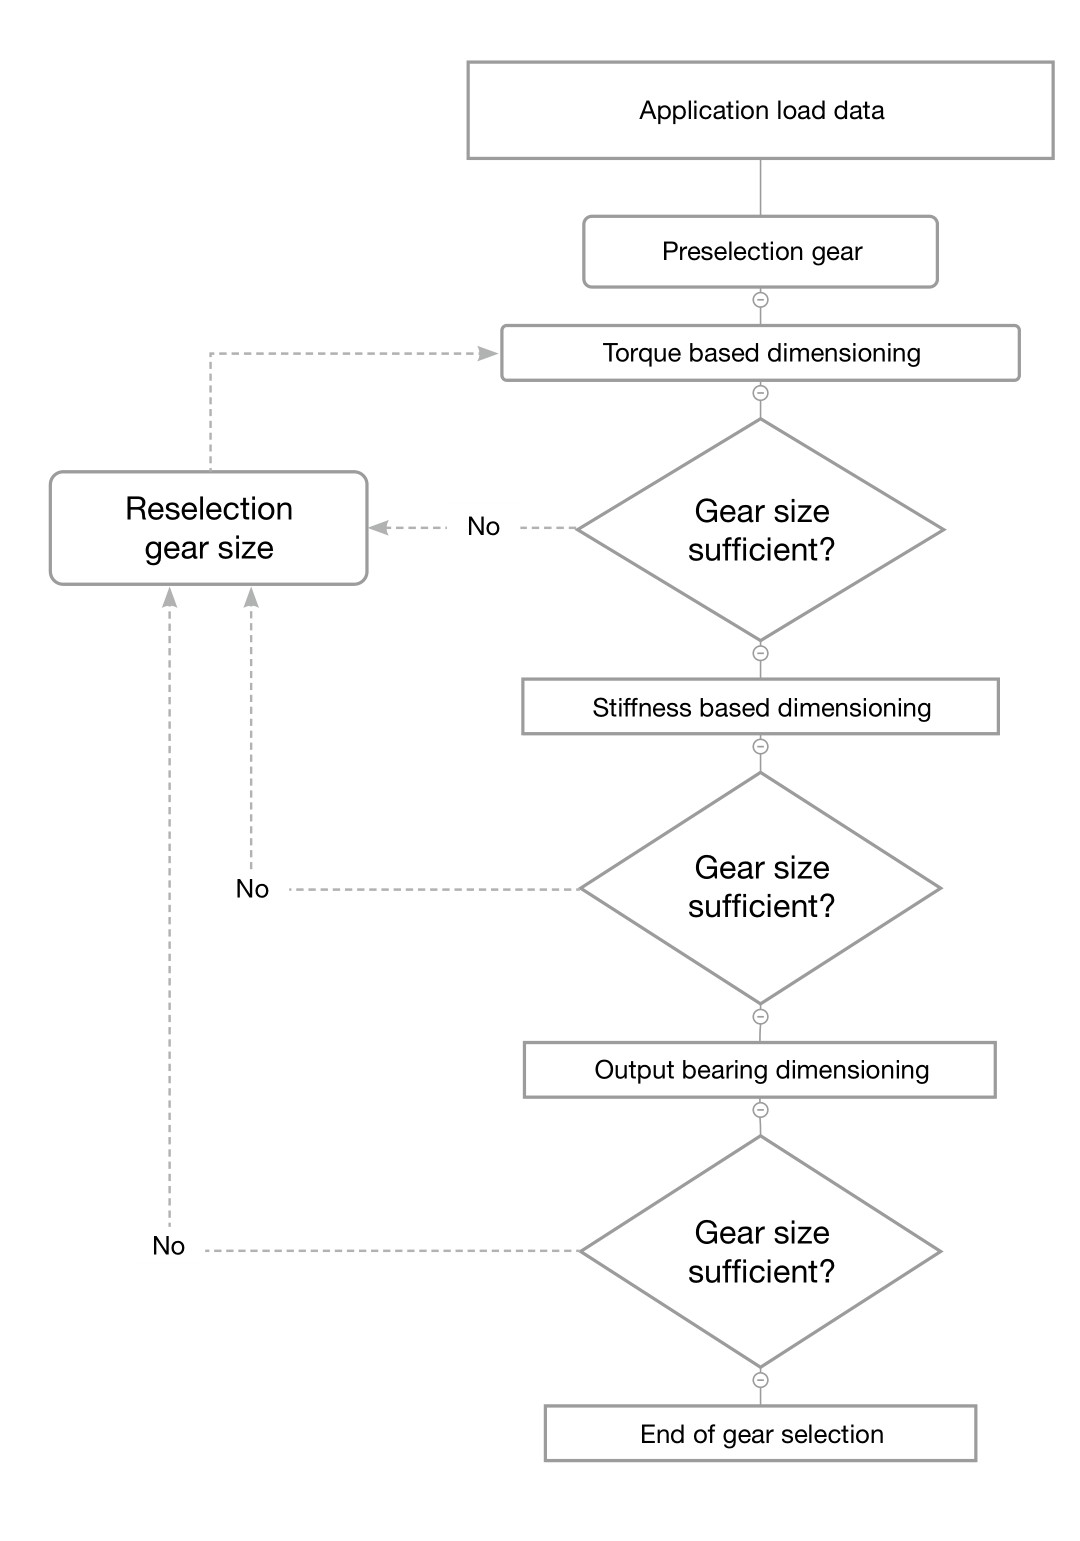 Application load data
Preselection gear
Torque based dimensioning
Gear size
sufficient?
No
Reselection
gear size
Stiffness based dimensioning
Gear size
sufficient?
No
Output bearing dimensioning
Gear size
sufficient?
No
End of gear selection